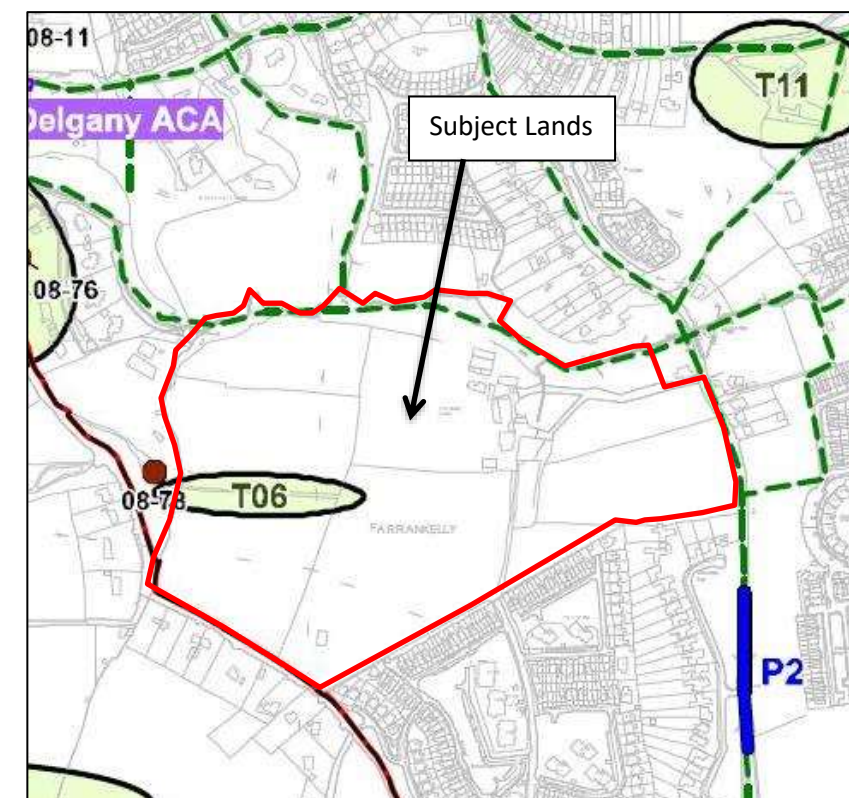 08-11
T11
Delgany ACA
Subject Lands
08-76
08-78
T06
FARRANKELLY
P2